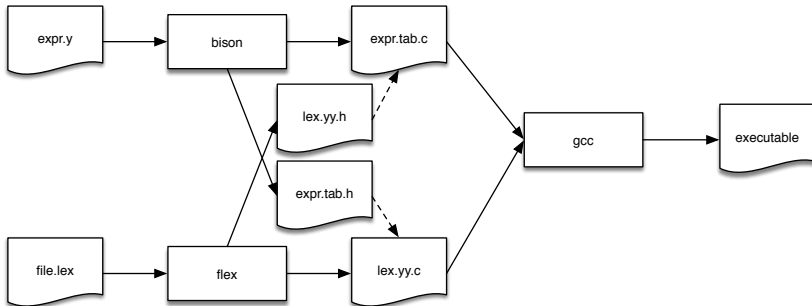 expr.y
bison
expr.tab.c
lex.yy.h
gcc
executable
expr.tab.h
file.lex
flex
lex.yy.c